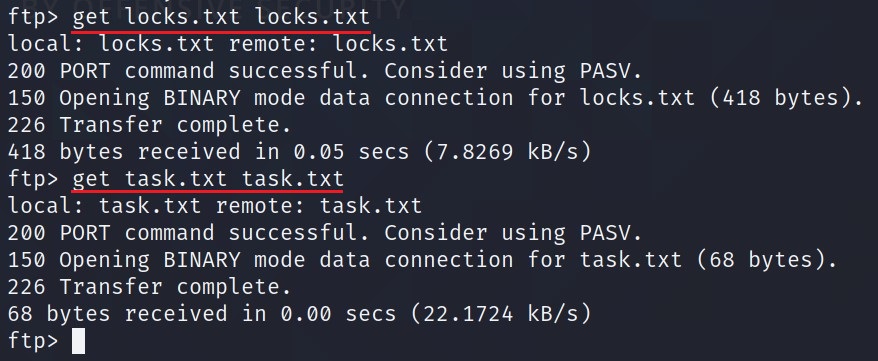 BY OFFENSIVE SECURITY
ftp> get locks.txt locks.txt
local: locks.txt remote: locks.txt
200 PORT command successful. Consider using PASV.
150 Opening BINARY mode data connection for locks.txt (418 bytes).
226 Transfer complete.
418 bytes received in 0.05 secs (7.8269 kB/s)
ftp> get task.txt task.txt
local: task.txt remote: task.txt
200 PORT command successful. Consider using PASV.
150 Opening BINARY mode data connection for task.txt (68 bytes).
226 Transfer complete.
68 bytes received in 0.00 secs (22.1724 kB/s)
ftp>